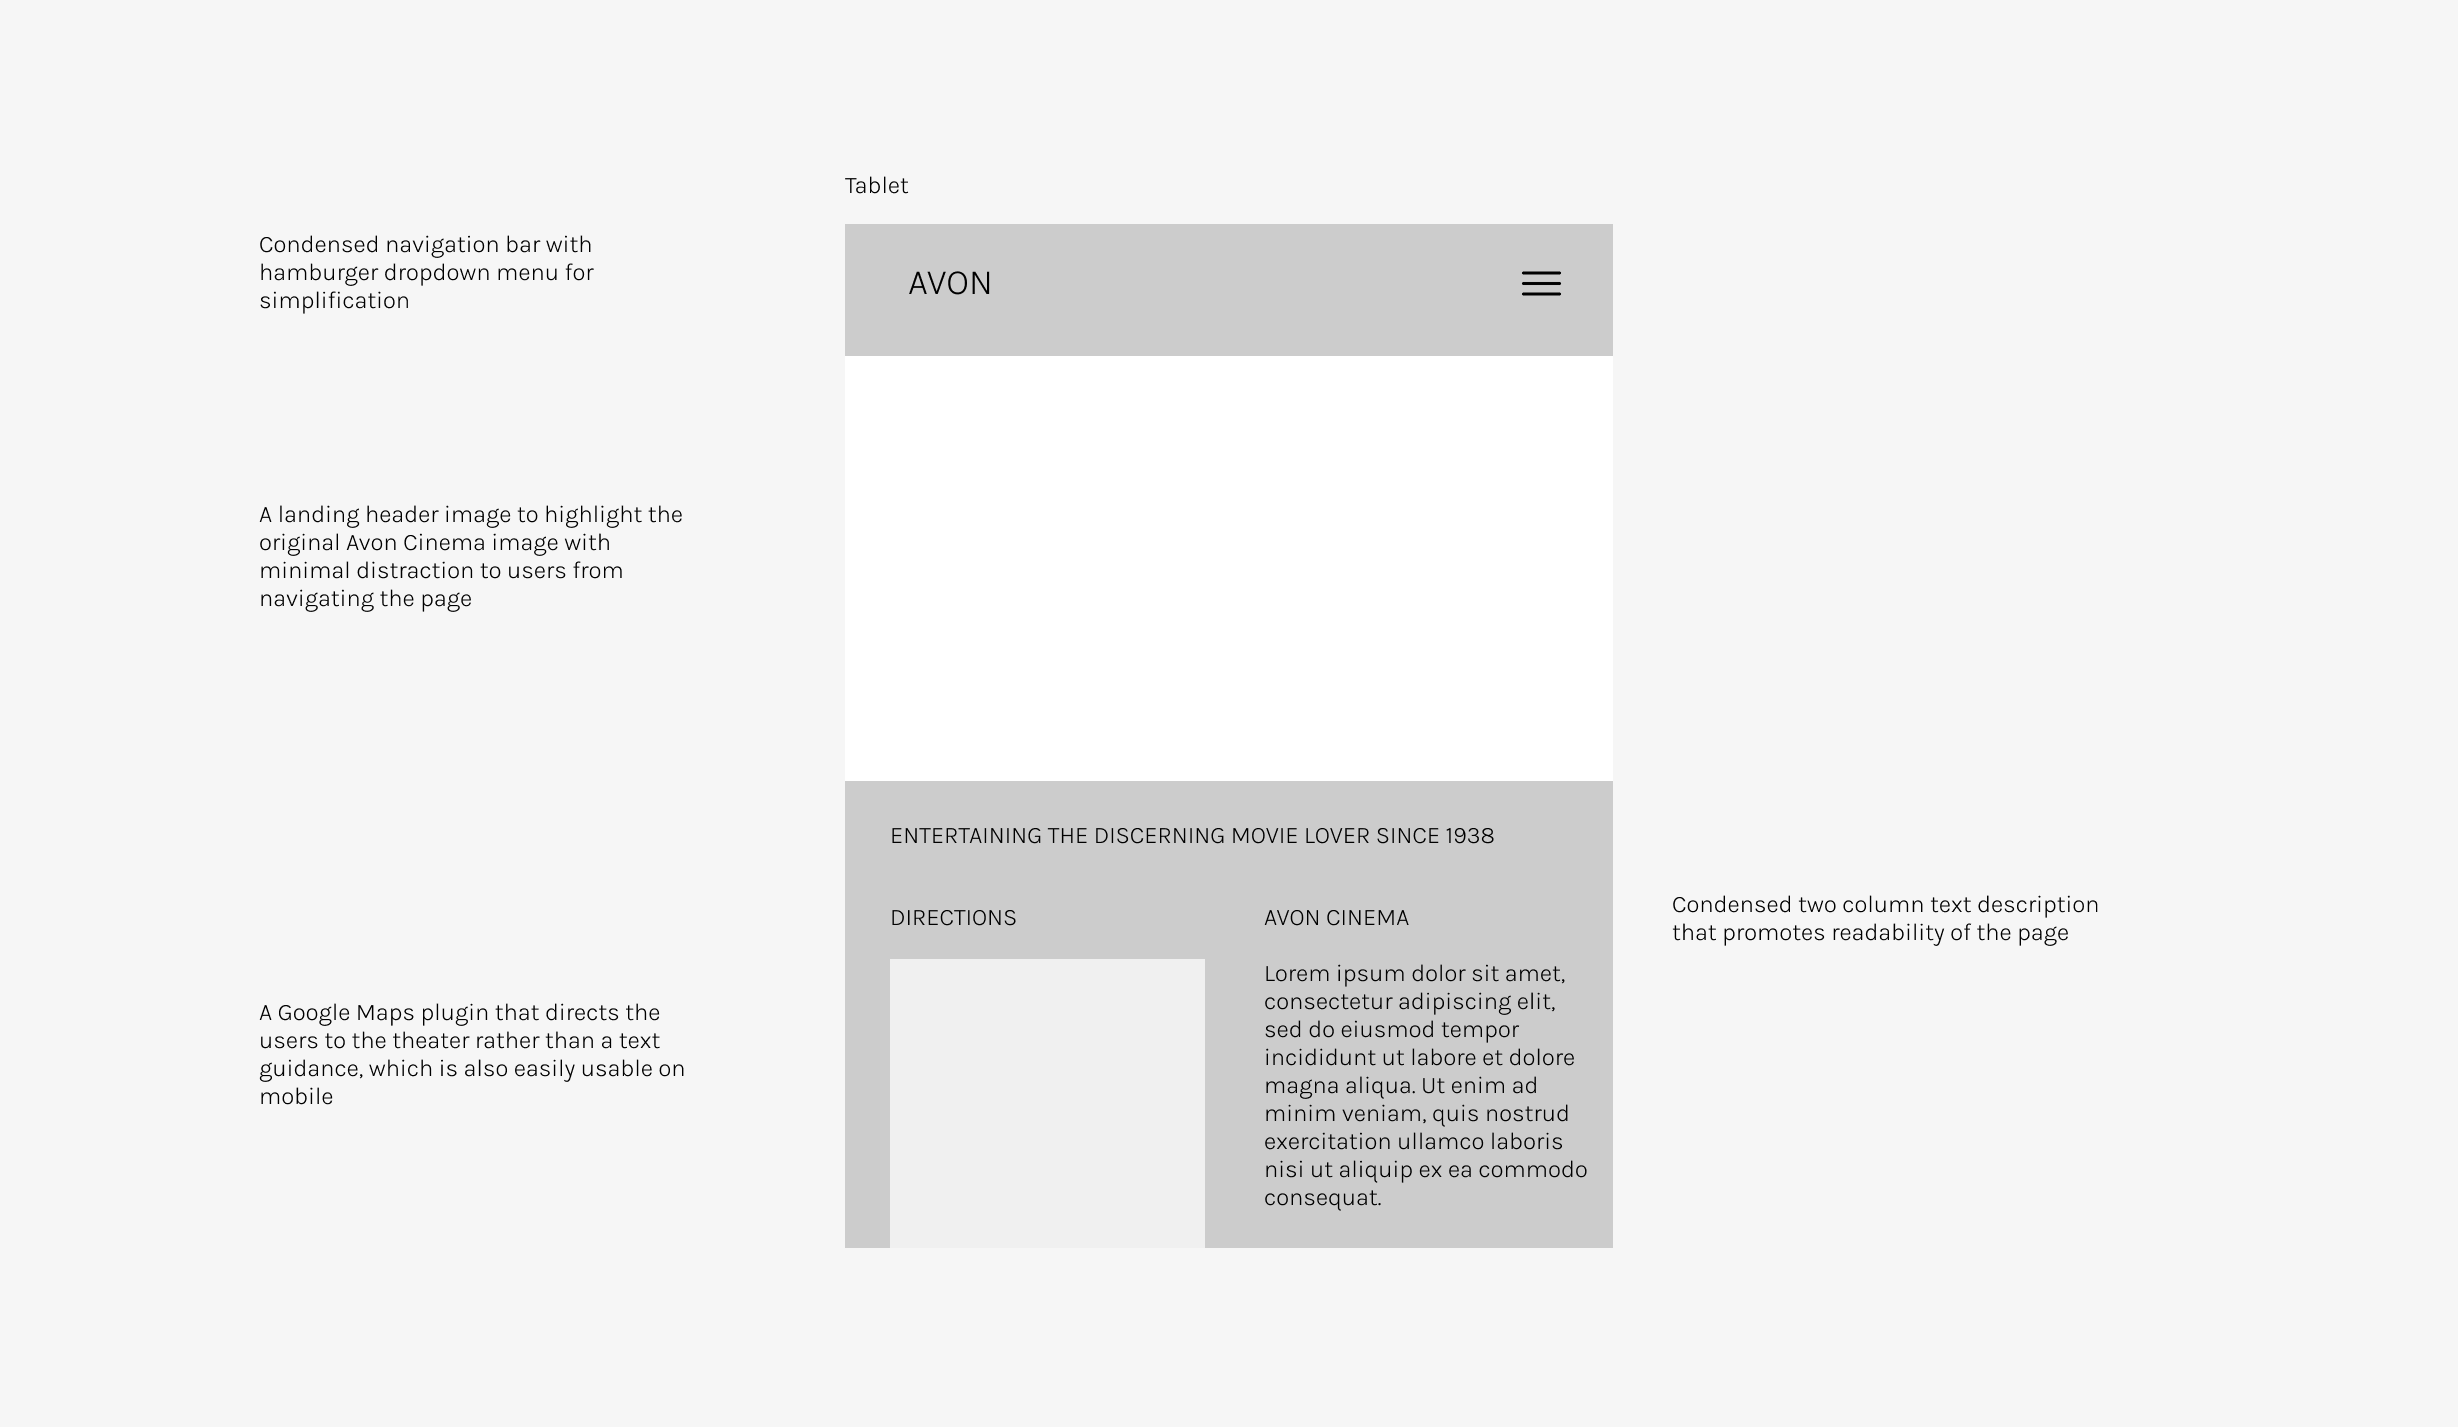 Tablet
Condensed navigation bar with
hamburger dropdown menu for
simplification
AVON
A landing header image to highlight the
original Avon Cinema image with
minimal distraction to users from
navigating the page
ENTERTAINING THE DISCERNING MOVIE LOVER SINCE 1938
DIRECTIONS
AVON CINEMA
Lorem ipsum dolor sit amet,
consectetur adipiscing elit,
sed do eiusmod tempor
incididunt ut labore et dolore
magna aliqua. Ut enim ad
minim veniam, quis nostrud
exercitation ullamco laboris
nisi ut aliquip ex ea commodo
consequat.
Condensed two column text description
that promotes readability of the page
A Google Maps plugin that directs the
users to the theater rather than a text
guidance, which is also easily usable on
mobile